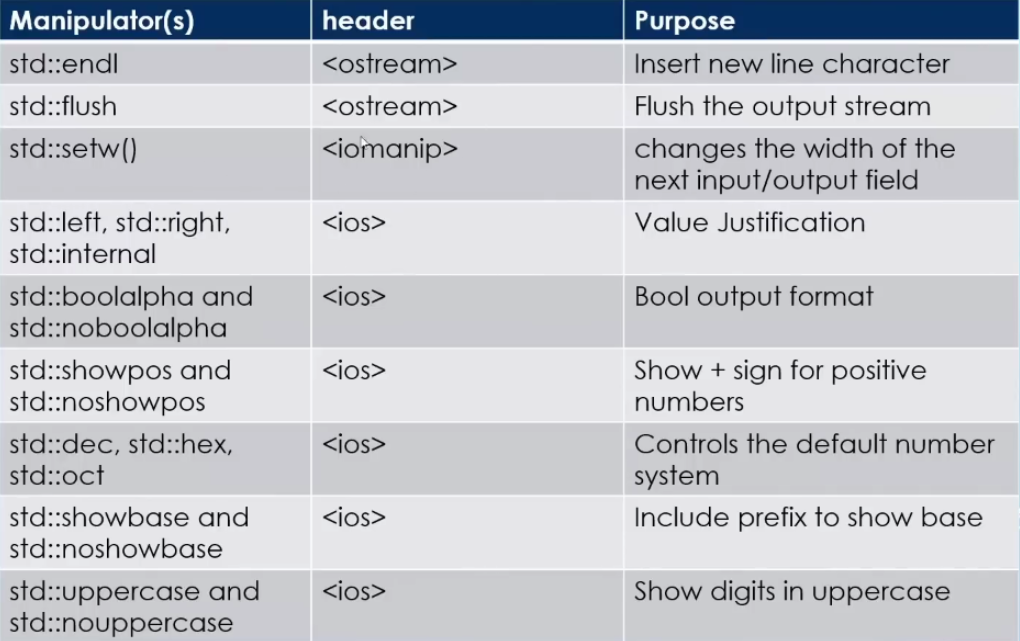 Manipulator(s) header Purpose
std::endl <ostream> Insert new line character
std::flush <ostream> Flush the output stream
std::setw() <iomanip> changes the width of the
next input/output field
std::left, std::right, <ios> Value Justification
std::internal
std::boolalpha and <ios> Bool output format
std::noboolalpha
std::showpos and <ios> Show + sign for positive
std::noshowpos numbers
std::dec, std::hex, <ios> Controls the default number
std::oct system
std::showbase and <ios> Include prefix to show base
std::noshowbase
std::uppercase and <ios> Show digits in uppercase
std::nouppercase